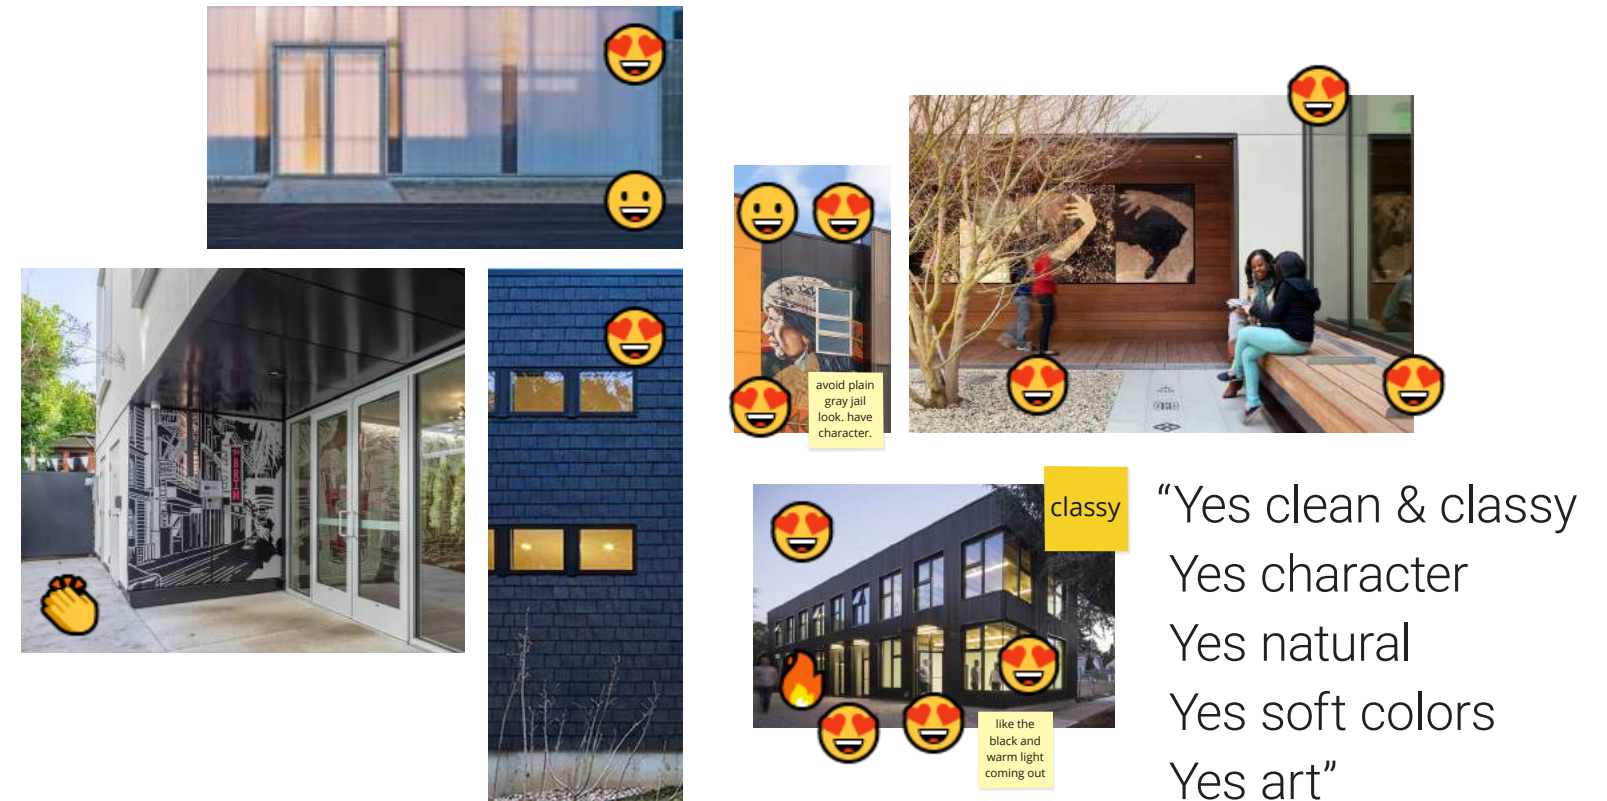 BRIH
avoid plain
gray jail
look. have
character.
classy
“Yes clean & classy
Yes character
Yes natural
Yes soft colors
Yes art”
like the
black and
warm light
coming out